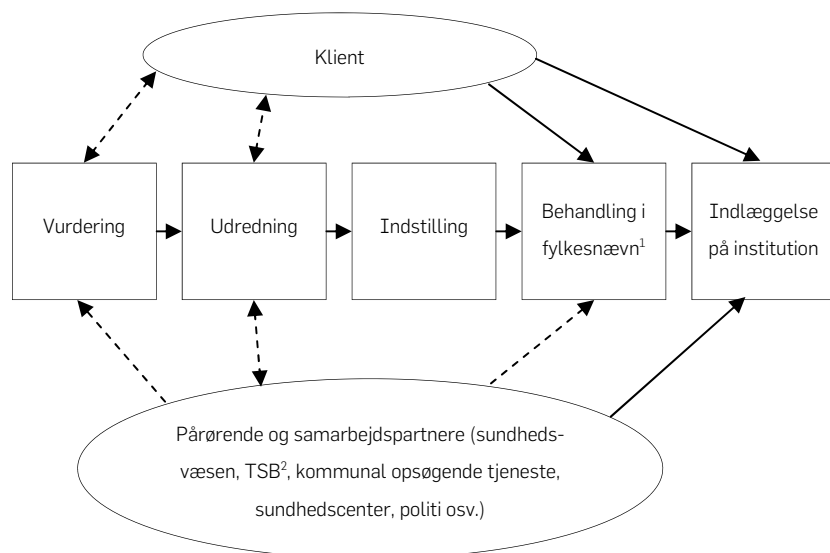 Klient
Vurdering
Udredning
Indstilling
Behandling i
fylkesnævn¹
Indlæggelse
på institution
Pårørende og samarbejdspartnere (sundheds-
væsen, TSB², kommunal opsøgende tjeneste,
sundhedscenter, politi osv.)